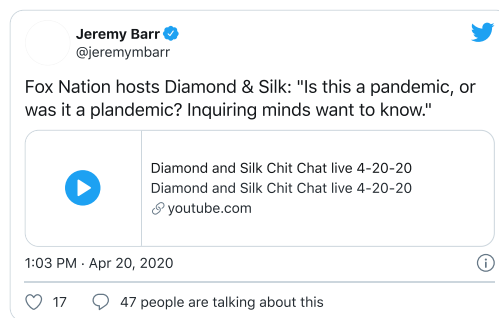 Jeremy Barr
@jeremymbarr
Fox Nation hosts Diamond & Silk: "Is this a pandemic, or
was it a plandemic? Inquiring minds want to know."
Diamond and Silk Chit Chat live 4-20-20
Diamond and Silk Chit Chat live 4-20-20
youtube.com
1:03 PM · Apr 20, 2020
17 47 people are talking about this